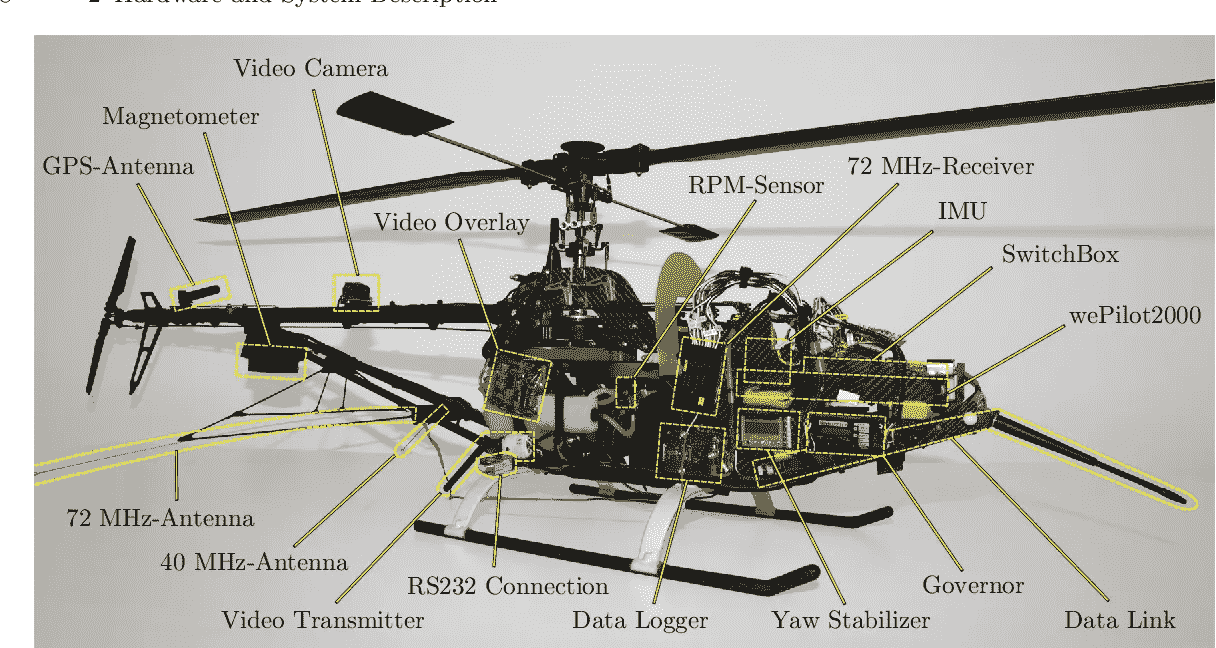 2 Hardware and System Description
Video Camera
Magnetometer
GPS-Antenna
72 MHz-Receiver
RPM-Sensor
IMU
Video Overlay
SwitchBox
wePilot2000
72 MHz-Antenna
40 MHz-Antenna
RS232 Connection
Governor
Video Transmitter
Data Logger
Yaw Stabilizer
Data Link